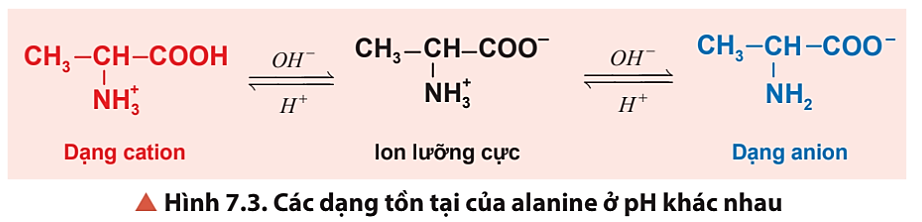 CH₃–CH–COOH
NH₃⁺
Dạng cation
OH⁻
H⁺
CH₃–CH–COO⁻
NH₃⁺
Ion lưỡng cực
OH⁻
H⁺
CH₃–CH–COO⁻
NH₂
Dạng anion
▲ Hình 7.3. Các dạng tồn tại của alanine ở pH khác nhau